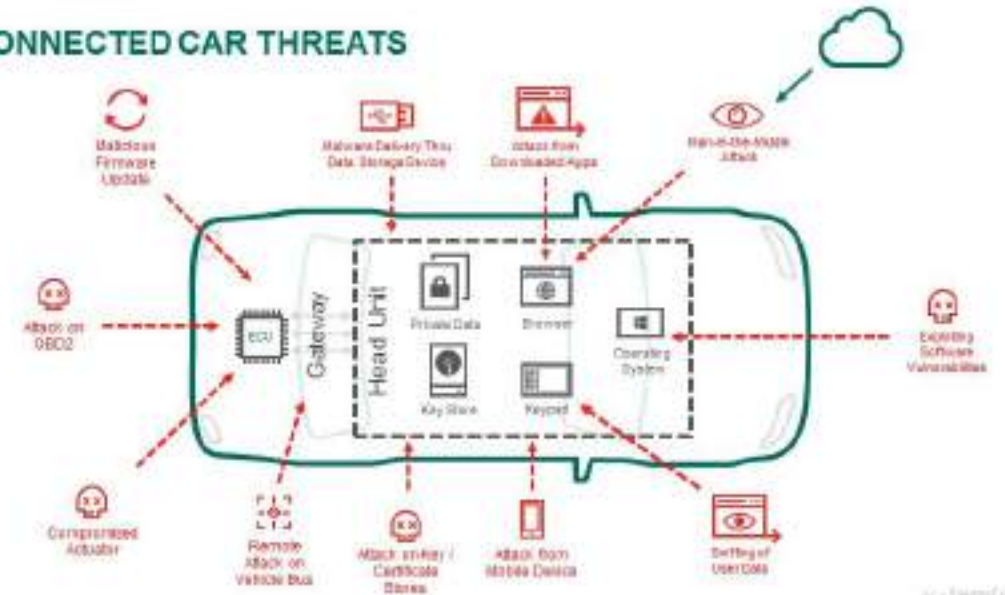 ONNECTED CAR THREATS
Malicious
Firmware
Update
Malware Delivery Thru
Data Storage Device
Attack from
Downloaded Apps
Man-in-the-Middle
Attack
Attack on
OBD2
ECU
Gateway
Head Unit
Private Data
Browser
Operating
System
Key Store
Keypad
Exploiting
Software
Vulnerabilities
Compromised
Actuator
Remote
Attack on
Vehicle Bus
Attack on Key /
Certificate
Stores
Attack from
Mobile Device
Sniffing of
User Data